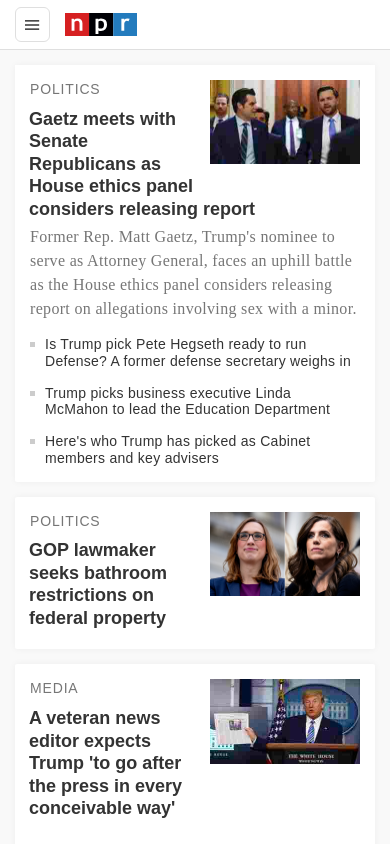 npr
POLITICS
Gaetz meets with
Senate
Republicans as
House ethics panel
considers releasing report
Former Rep. Matt Gaetz, Trump's nominee to
serve as Attorney General, faces an uphill battle
as the House ethics panel considers releasing
report on allegations involving sex with a minor.
Is Trump pick Pete Hegseth ready to run
Defense? A former defense secretary weighs in
Trump picks business executive Linda
McMahon to lead the Education Department
Here's who Trump has picked as Cabinet
members and key advisers
POLITICS
GOP lawmaker
seeks bathroom
restrictions on
federal property
MEDIA
A veteran news
editor expects
Trump 'to go after
the press in every
conceivable way'
THE WHITE HOUSE